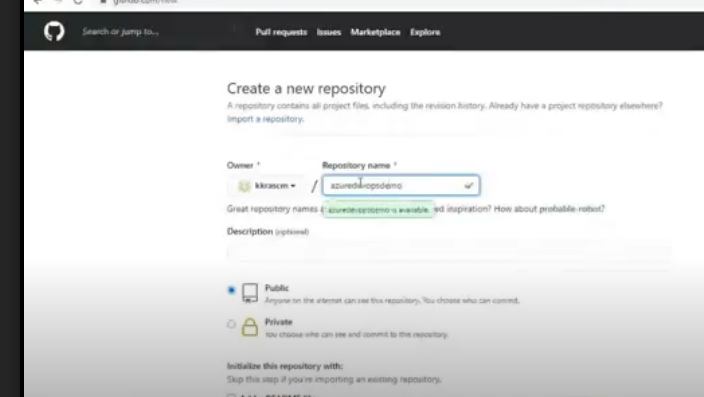 github.com/new
Search or jump to...
Pull requests Issues Marketplace Explore
Create a new repository
A repository contains all project files, including the revision history. Already have a project repository elsewhere?
Import a repository.
Owner * Repository name *
kkrascm / azuredevopsdemo
Great repository names azuredevopsdemo is available. ed inspiration? How about probable-robot?
Description (optional)
Public
Anyone on the internet can see this repository. You choose who can commit.
Private
You choose who can see and commit to this repository.
Initialize this repository with:
Skip this step if you're importing an existing repository.